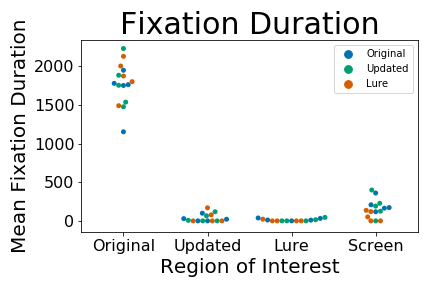 Fixation Duration
Original
Updated
Lure
Mean Fixation Duration
2000
1500
1000
500
0
Original Updated Lure Screen
Region of Interest